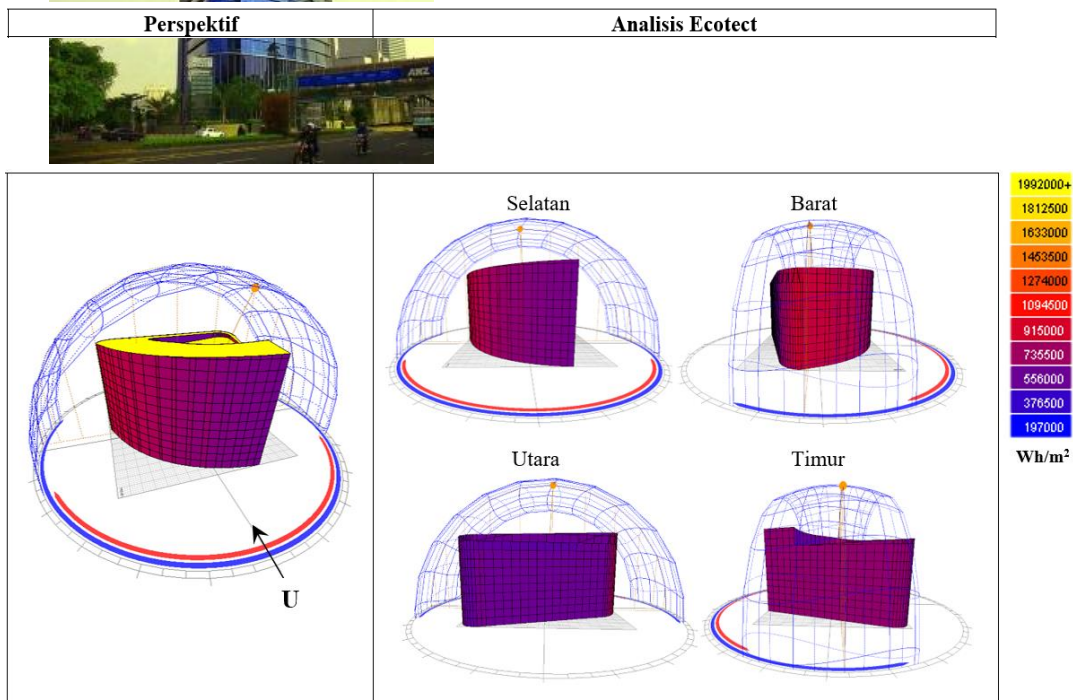 Perspektif
Analisis Ecotect
ANZ
Selatan
Barat
Utara
Timur
U
1992000+
1812500
1633000
1453500
1274000
1094500
915000
735500
556000
376500
197000
Wh/m²